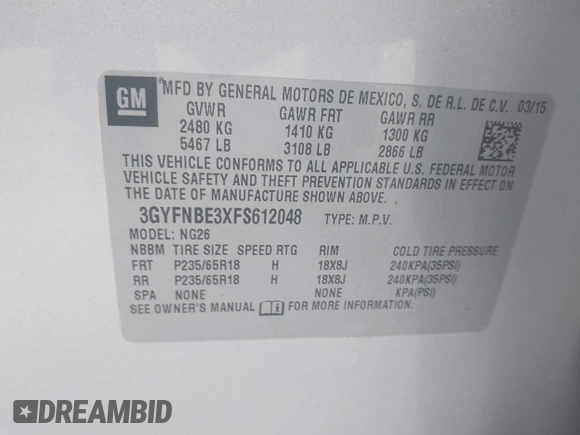 GM
MFD BY GENERAL MOTORS DE MEXICO, S. DE R.L. DE C.V. 03/15
GVWR GAWR FRT GAWR RR
2480 KG 1410 KG 1300 KG
5467 LB 3108 LB 2866 LB
THIS VEHICLE CONFORMS TO ALL APPLICABLE U.S. FEDERAL MOTOR
VEHICLE SAFETY AND THEFT PREVENTION STANDARDS IN EFFECT ON
THE DATE OF MANUFACTURE SHOWN ABOVE.
3GYFNBE3XFS612048 TYPE: M.P.V.
MODEL: NG26
NBBM TIRE SIZE SPEED RTG RIM COLD TIRE PRESSURE
FRT P235/65R18 H 18X8J 240KPA(35PSI)
RR P235/65R18 H 18X8J 240KPA(35PSI)
SPA NONE NONE KPA(PSI)
SEE OWNER'S MANUAL i FOR MORE INFORMATION.
DREAMBID